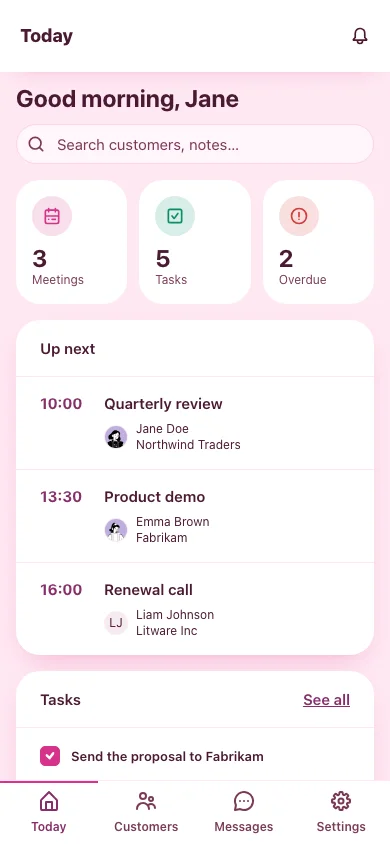 Today
Good morning, Jane
Search customers, notes...
3
Meetings
5
Tasks
2
Overdue
Up next
10:00
Quarterly review
Jane Doe
Northwind Traders
13:30
Product demo
Emma Brown
Fabrikam
16:00
Renewal call
LJ
Liam Johnson
Litware Inc
Tasks
See all
Send the proposal to Fabrikam
Today
Customers
Messages
Settings